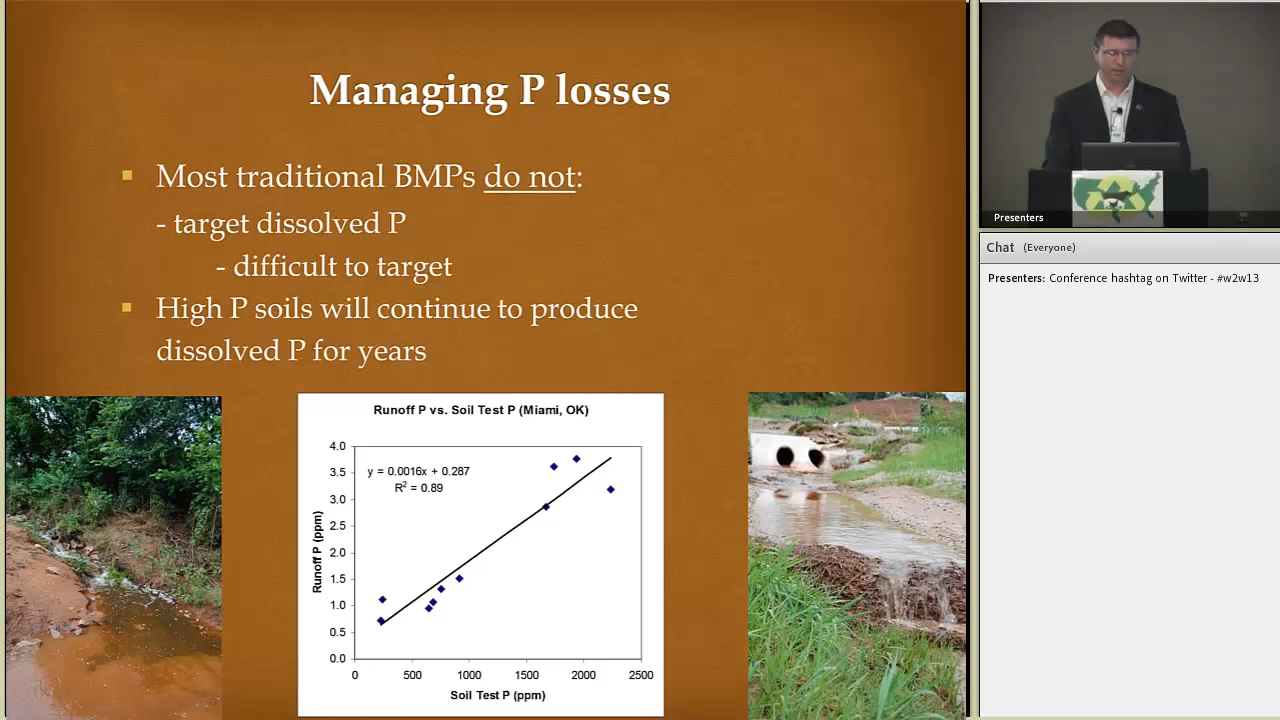 Managing P losses
Most traditional BMPs do not:
- target dissolved P
- difficult to target
High P soils will continue to produce
dissolved P for years
Runoff P vs. Soil Test P (Miami, OK)
y = 0.0016x + 0.287
R² = 0.89
Runoff P (ppm)
4.0
3.5
3.0
2.5
2.0
1.5
1.0
0.5
0.0
0 500 1000 1500 2000 2500
Soil Test P (ppm)
Presenters
Chat (Everyone)
Presenters: Conference hashtag on Twitter - #w2w13